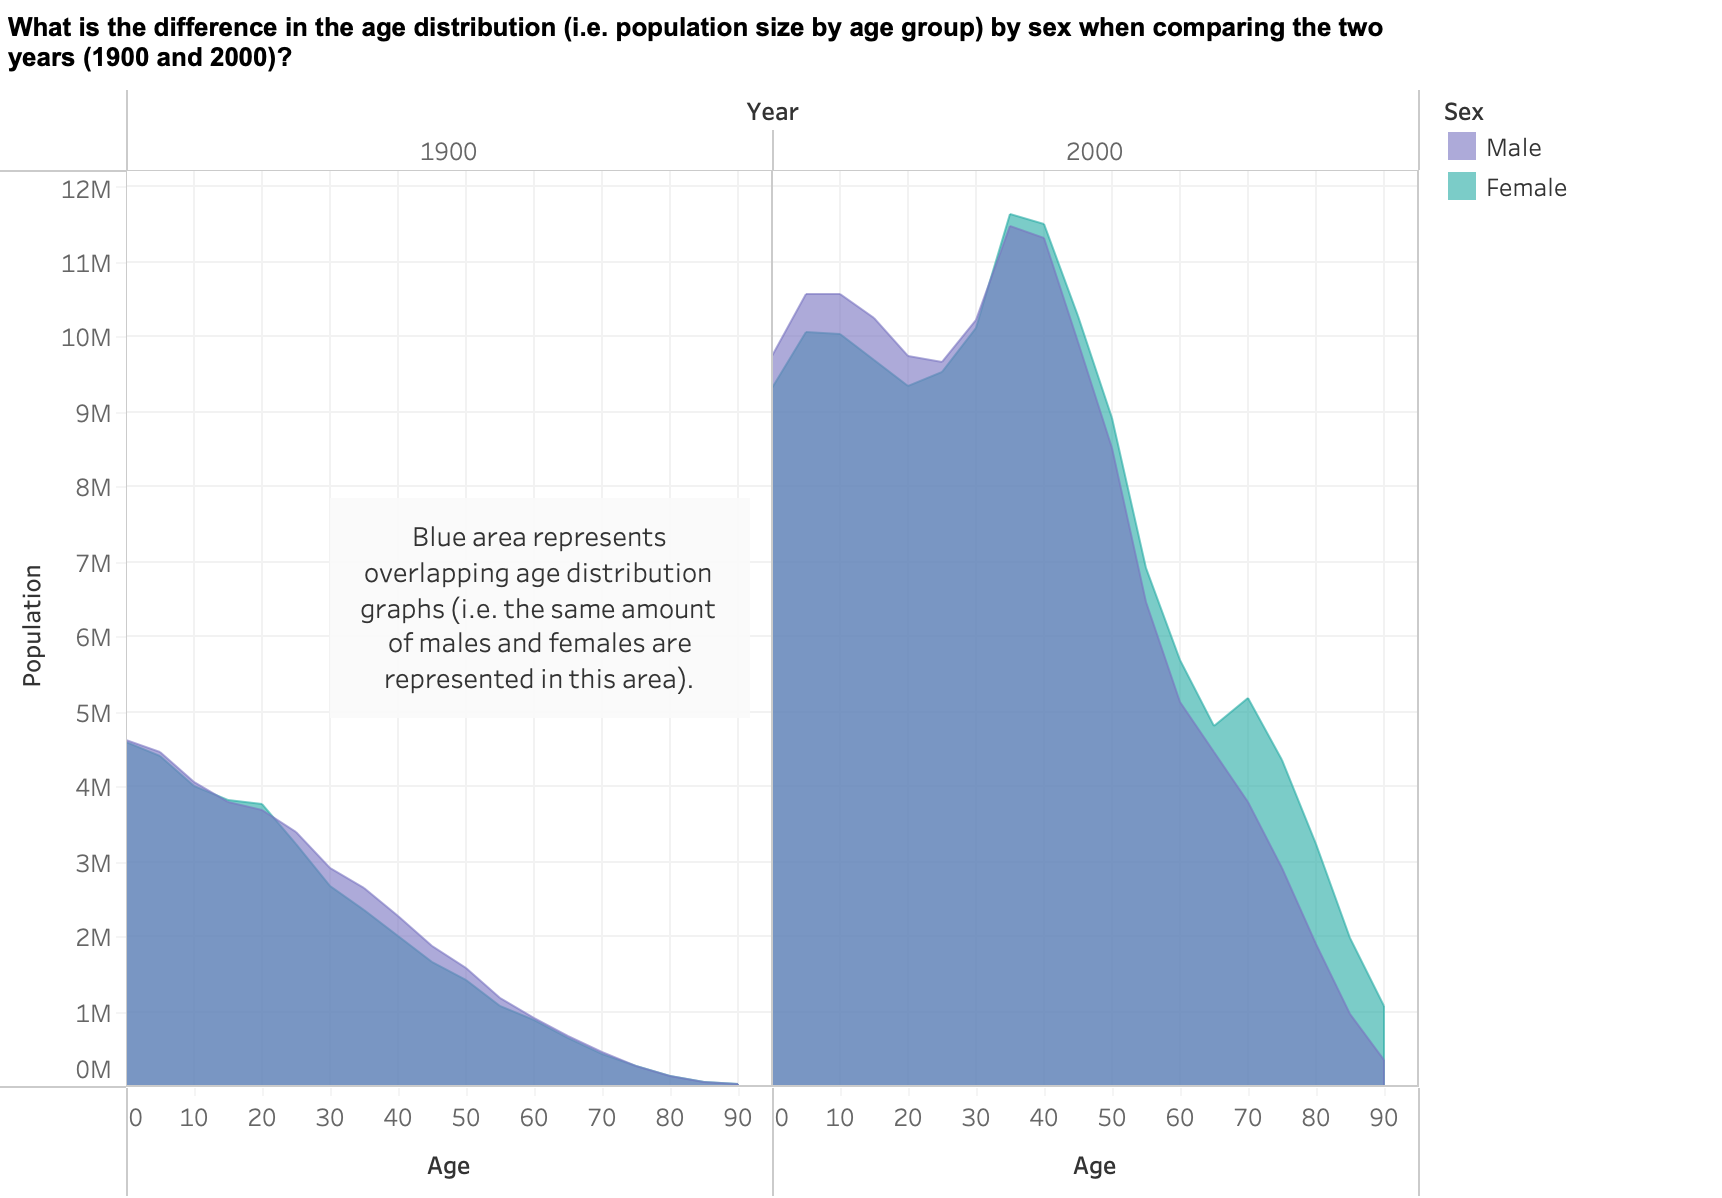 What is the difference in the age distribution (i.e. population size by age group) by sex when comparing the two
years (1900 and 2000)?
Year
1900
2000
Sex
Male
Female
Population
12M
11M
10M
9M
8M
7M
6M
5M
4M
3M
2M
1M
0M
Blue area represents
overlapping age distribution
graphs (i.e. the same amount
of males and females are
represented in this area).
0 10 20 30 40 50 60 70 80 90
0 10 20 30 40 50 60 70 80 90
Age
Age